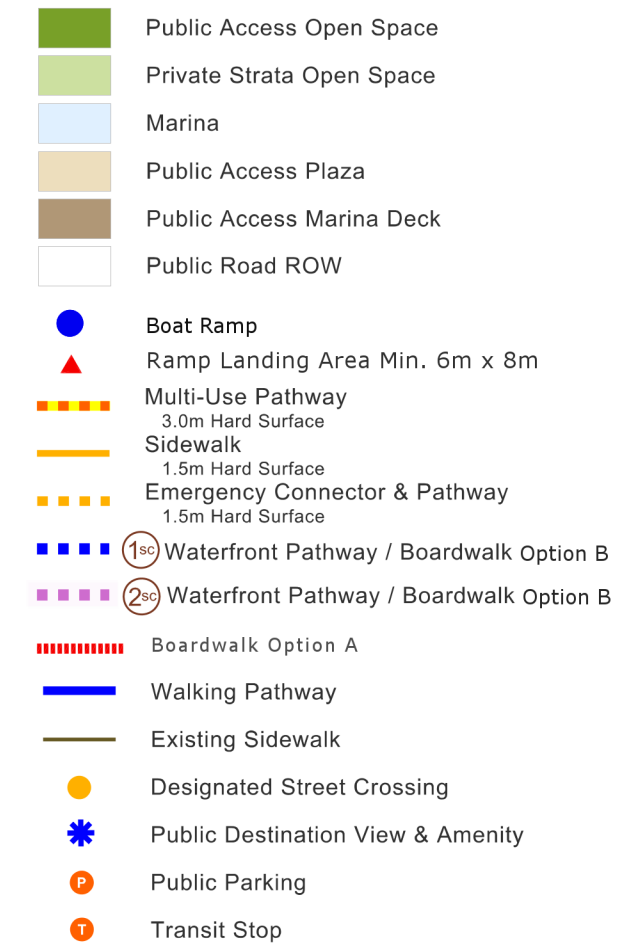 Public Access Open Space
Private Strata Open Space
Marina
Public Access Plaza
Public Access Marina Deck
Public Road ROW
Boat Ramp
Ramp Landing Area Min. 6m x 8m
Multi-Use Pathway
3.0m Hard Surface
Sidewalk
1.5m Hard Surface
Emergency Connector & Pathway
1.5m Hard Surface
1sc Waterfront Pathway / Boardwalk Option B
2sc Waterfront Pathway / Boardwalk Option B
Boardwalk Option A
Walking Pathway
Existing Sidewalk
Designated Street Crossing
Public Destination View & Amenity
P Public Parking
T Transit Stop